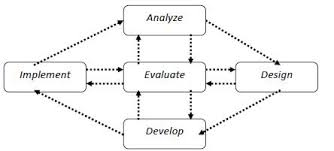 Analyze
Implement
Evaluate
Design
Develop